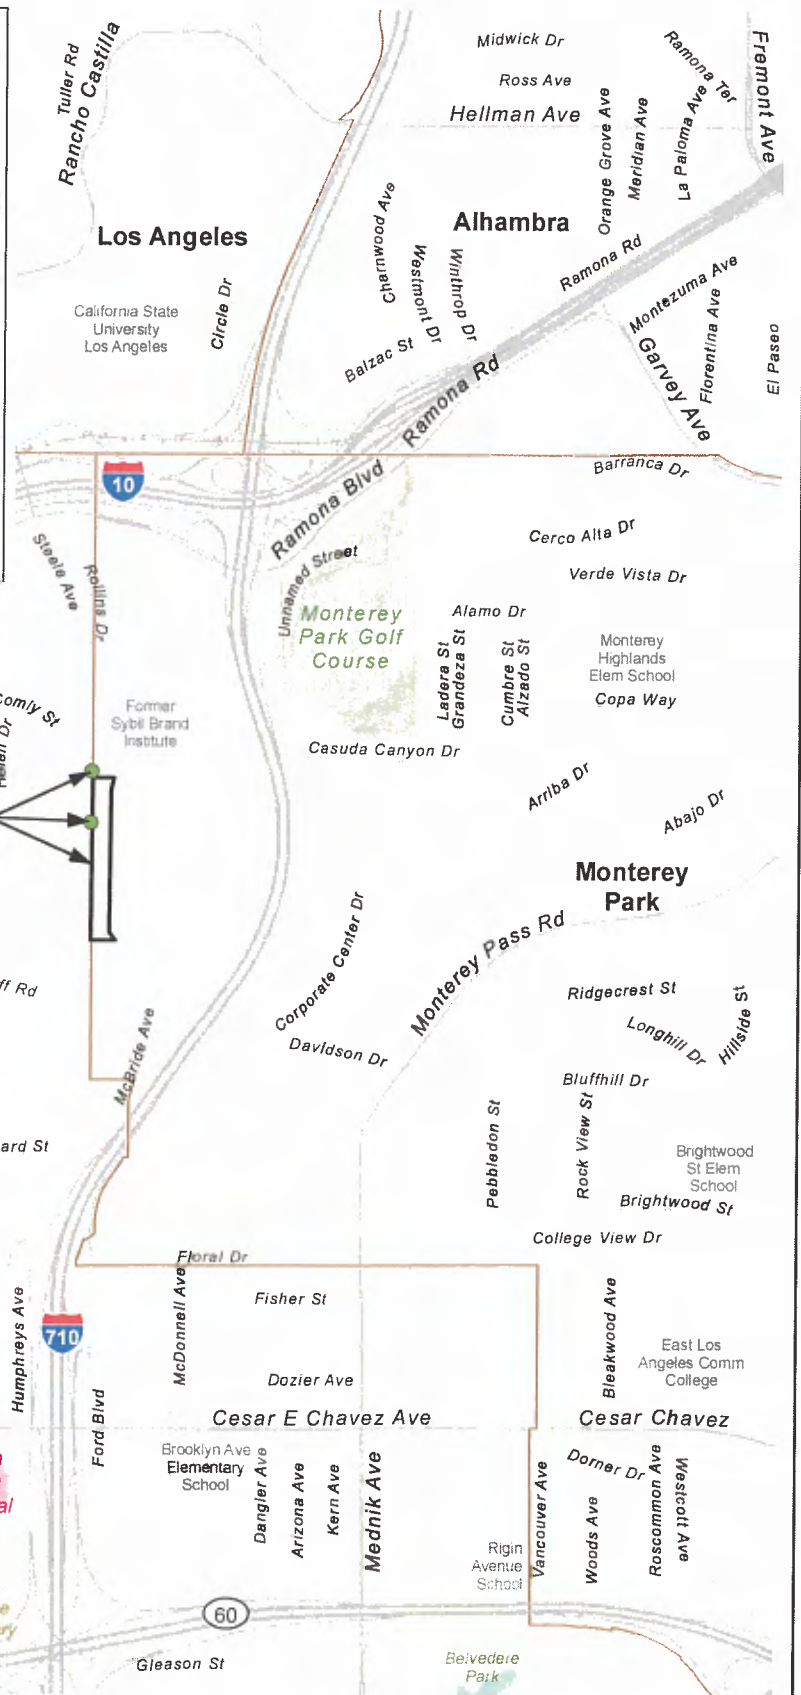 Midwick Dr
Ross Ave
Hellman Ave
Ramona Ter
Fremont Ave
Tuller Rd
Rancho Castilla
Orange Grove Ave
Meridian Ave
La Paloma Ave
Los Angeles
Alhambra
Charnwood Ave
Westmont Dr
Winthrop Dr
Ramona Rd
Montezuma Ave
California State
University
Los Angeles
Circle Dr
Balzac St
Garvey Ave
Florentina Ave
El Paseo
Ramona Rd
Barranca Dr
10
Ramona Blvd
Cerco Alta Dr
Steele Ave
Rollins Dr
Unnamed Street
Verde Vista Dr
Monterey
Park Golf
Course
Alamo Dr
Ladera St
Grandeza St
Cumbre St
Alzado St
Monterey
Highlands
Elem School
Copa Way
omly St
Helen Dr
Former
Sybil Brand
Institute
Casuda Canyon Dr
Arriba Dr
Abajo Dr
Monterey
Park
Corporate Center Dr
Monterey Pass Rd
ff Rd
Ridgecrest St
Longhill Dr
Hillside St
McBride Ave
Davidson Dr
Bluffhill Dr
ard St
Pebbledon St
Rock View St
Brightwood
St Elem
School
Brightwood St
College View Dr
Floral Dr
Humphreys Ave
McDonnell Ave
Fisher St
Bleakwood Ave
710
East Los
Angeles Comm
College
Dozier Ave
Ford Blvd
Cesar E Chavez Ave
Cesar Chavez
Brooklyn Ave
Elementary
School
Dangler Ave
Arizona Ave
Kern Ave
Mednik Ave
Vancouver Ave
Dorner Dr
Woods Ave
Roscommon Ave
Westcott Ave
al
Rigin
Avenue
School
60
e
ry
Gleason St
Belvedere
Park